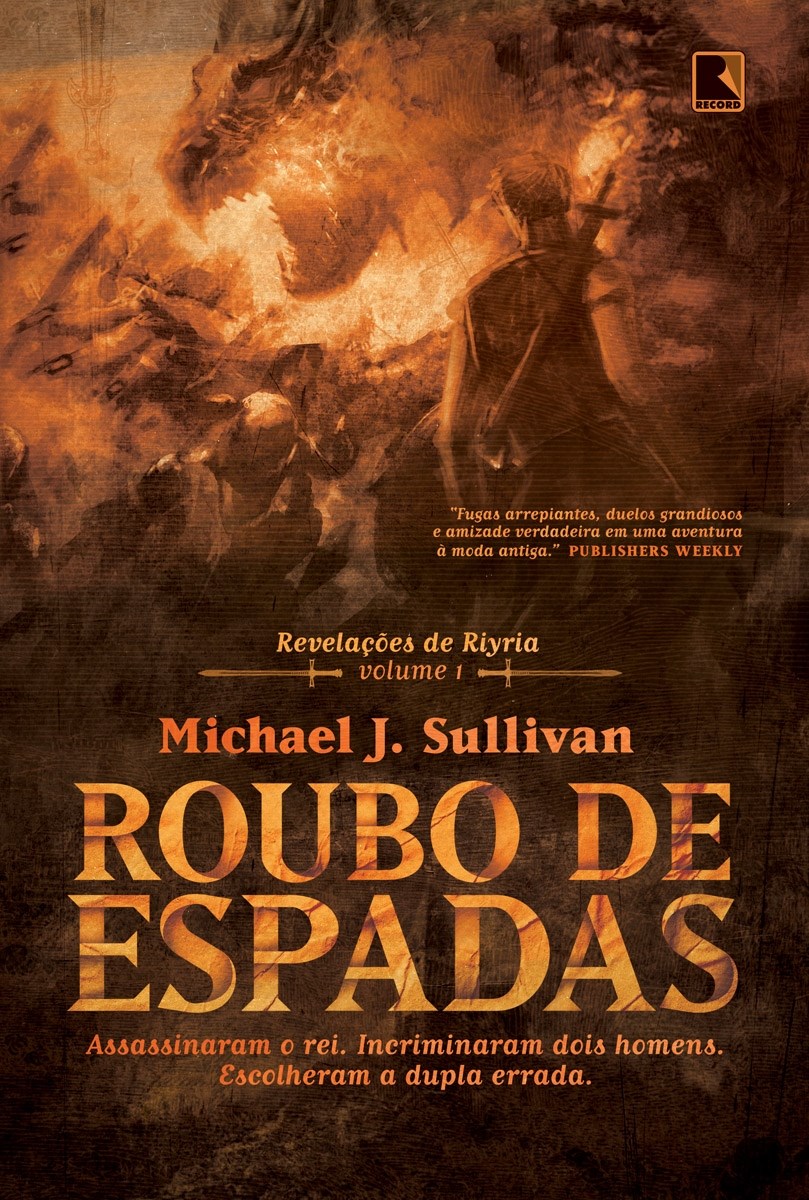 RECORD
"Fugas arrepiantes, duelos grandiosos
e amizade verdadeira em uma aventura
à moda antiga." PUBLISHERS WEEKLY
Revelações de Riyria
volume 1
Michael J. Sullivan
ROUBO DE
ESPADAS
Assassinaram o rei. Incriminaram dois homens.
Escolheram a dupla errada.